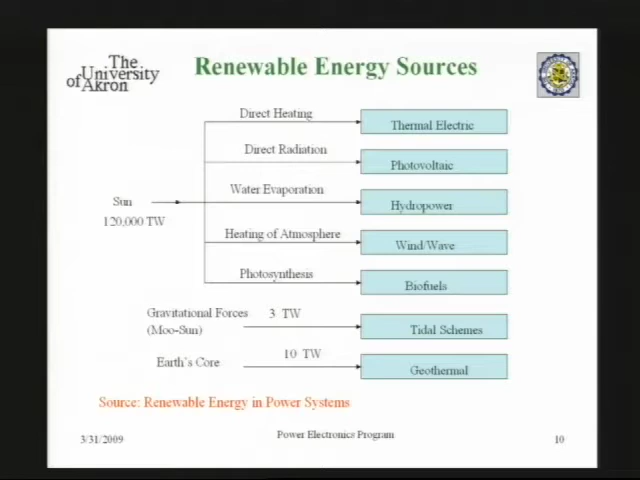 The
University
of Akron
Renewable Energy Sources
Direct Heating
Thermal Electric
Direct Radiation
Photovoltaic
Water Evaporation
Sun
Hydropower
120,000 TW
Heating of Atmosphere
Wind/Wave
Photosynthesis
Biofuels
Gravitational Forces 3 TW
(Moo-Sun)
Tidal Schemes
10 TW
Earth's Core
Geothermal
Source: Renewable Energy in Power Systems
3/31/2009
Power Electronics Program
10